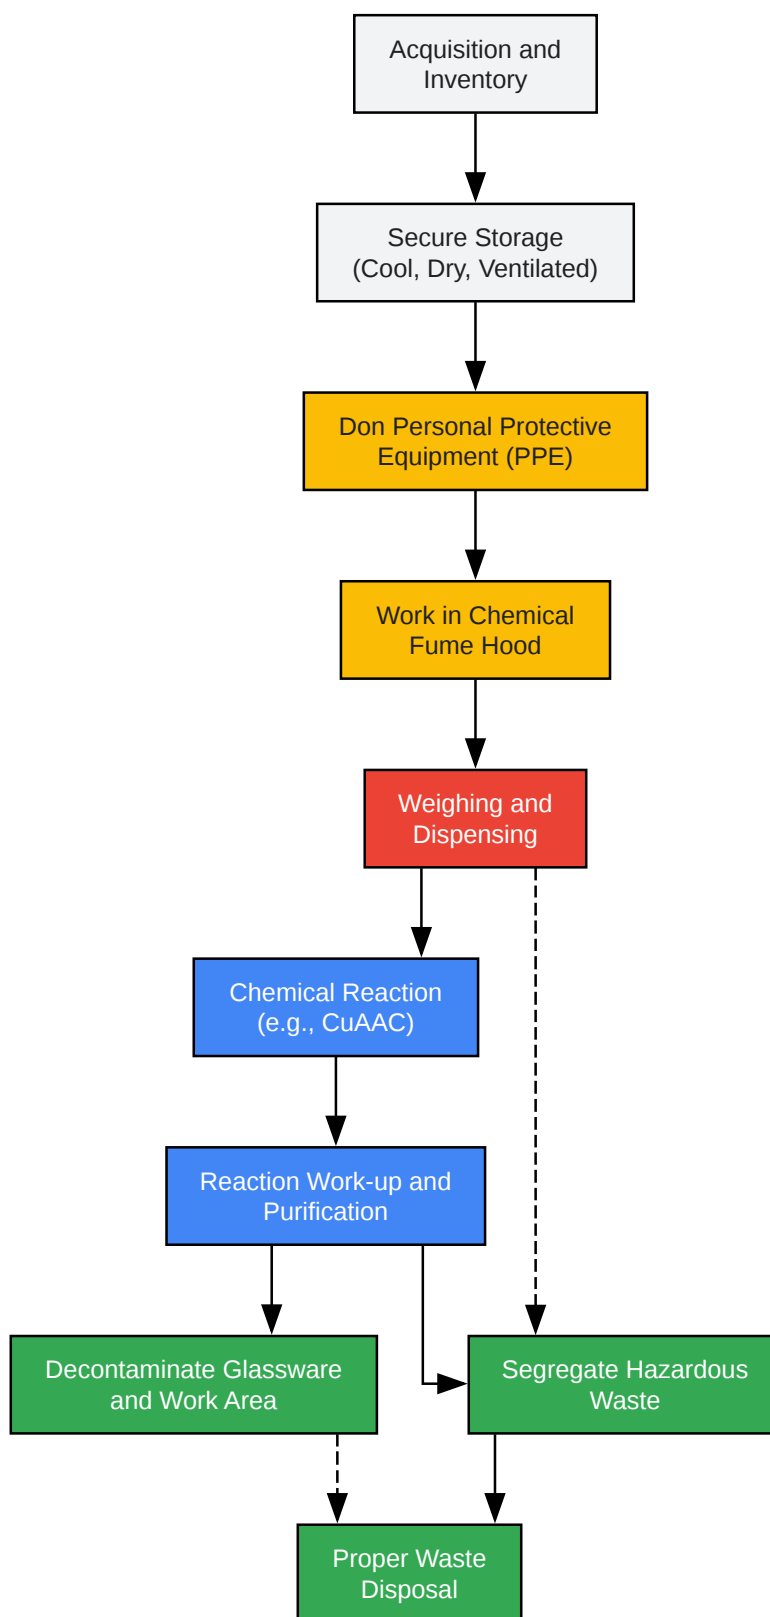 Acquisition and
Inventory
Secure Storage
(Cool, Dry, Ventilated)
Don Personal Protective
Equipment (PPE)
Work in Chemical
Fume Hood
Weighing and
Dispensing
Chemical Reaction
(e.g., CuAAC)
Reaction Work-up and
Purification
Decontaminate Glassware
and Work Area
Segregate Hazardous
Waste
Proper Waste
Disposal